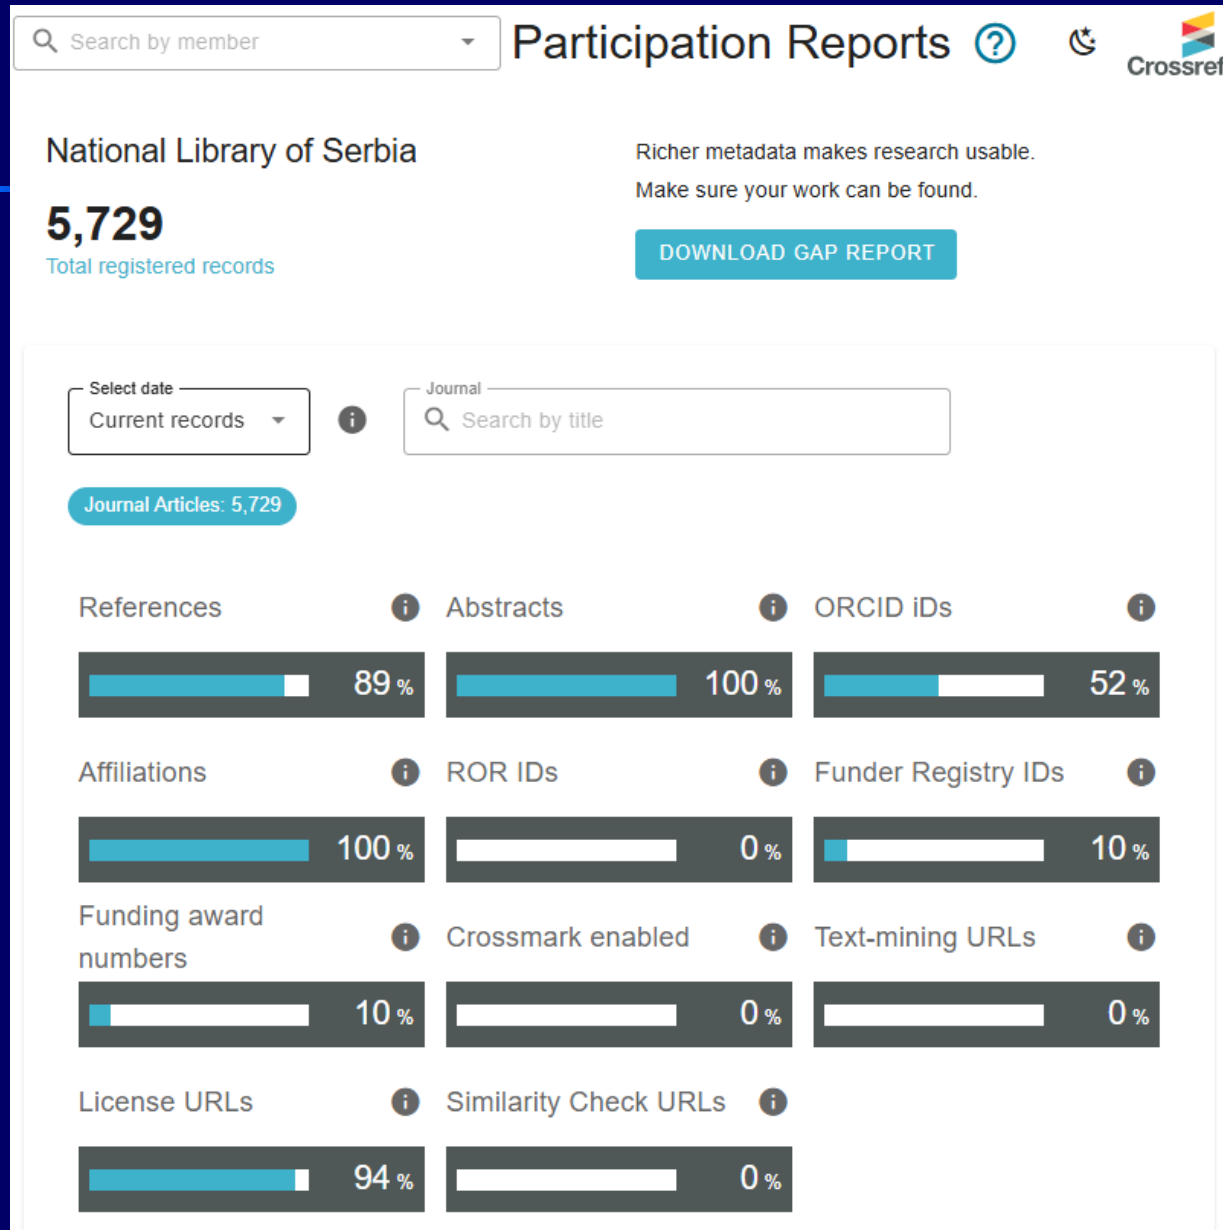 Search by member
Participation Reports ?
Crossref
National Library of Serbia
5,729
Total registered records
Richer metadata makes research usable.
Make sure your work can be found.
DOWNLOAD GAP REPORT
Select date
Current records
Journal
Search by title
Journal Articles: 5,729
References
Abstracts
ORCID iDs
89 %
100 %
52 %
Affiliations
ROR IDs
Funder Registry IDs
100 %
0 %
10 %
Funding award
numbers
Crossmark enabled
Text-mining URLs
10 %
0 %
0 %
License URLs
Similarity Check URLs
94 %
0 %